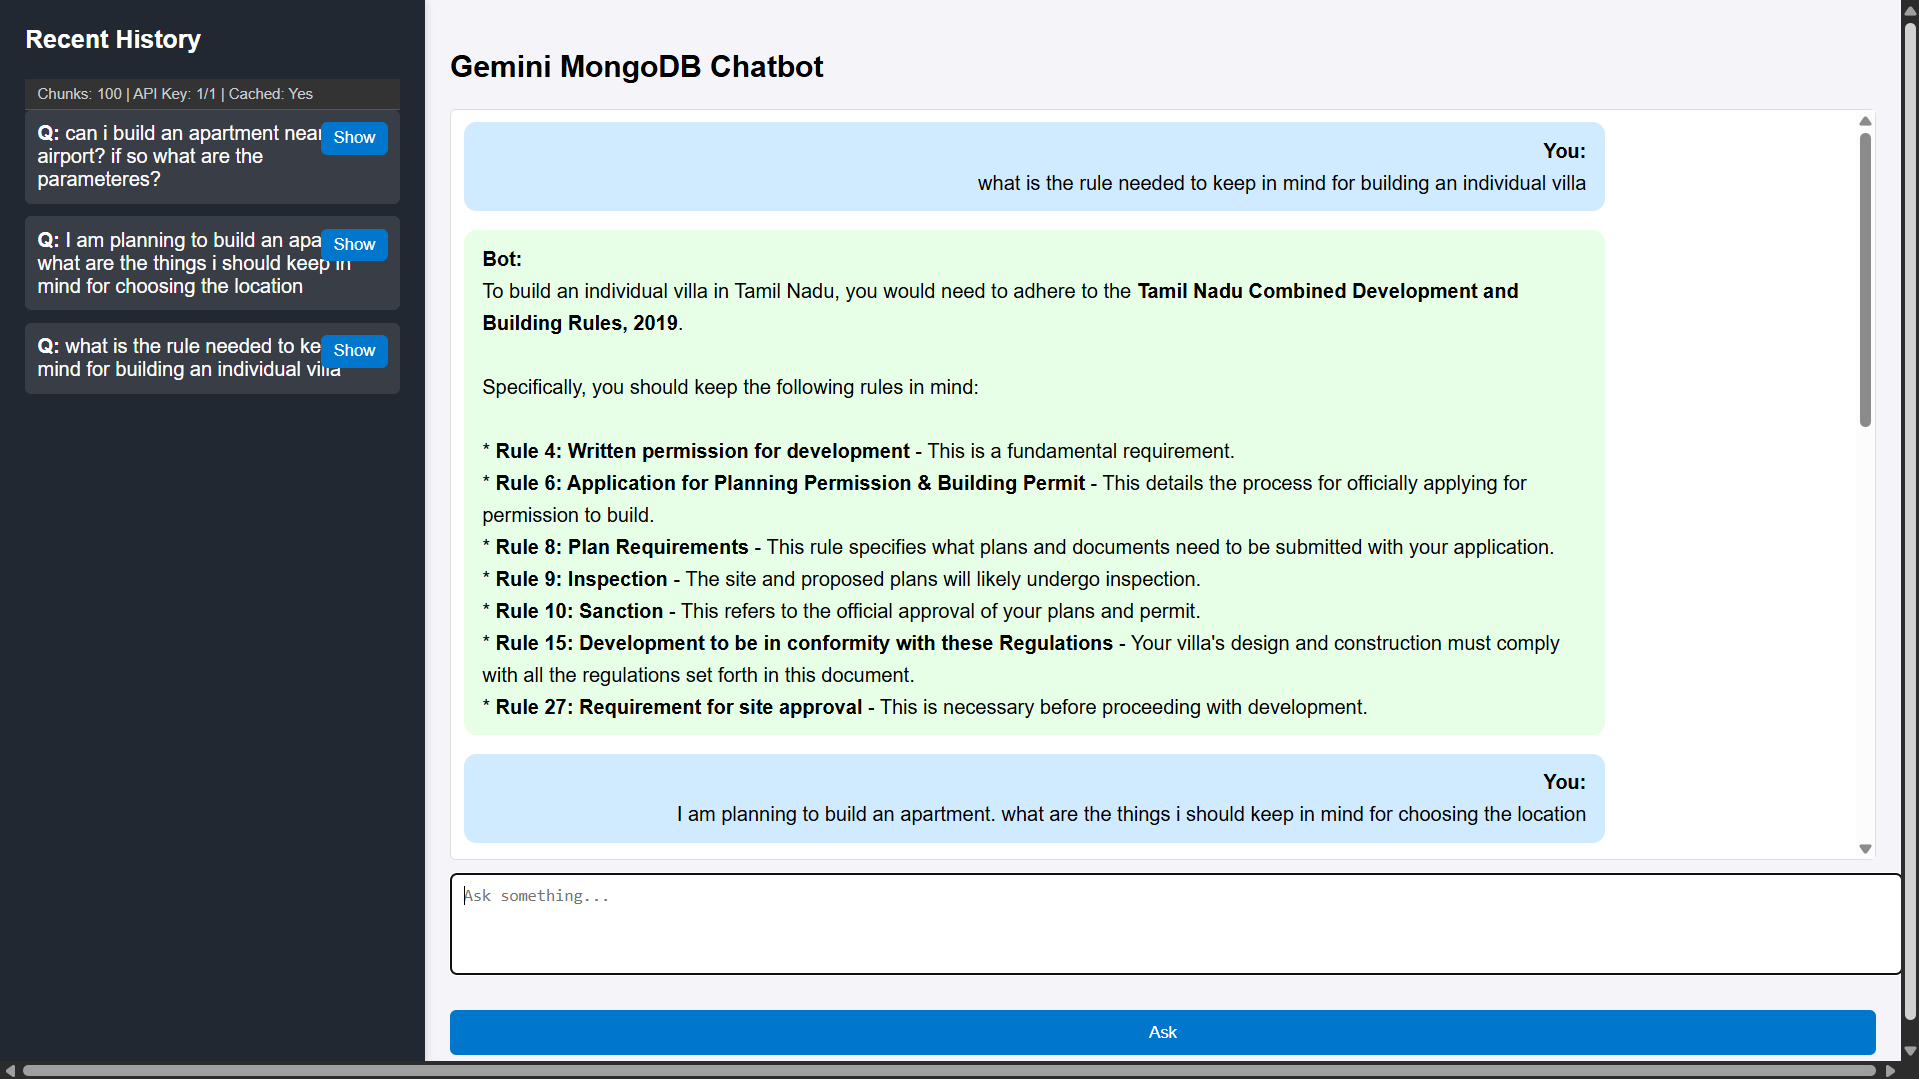 Recent History
Chunks: 100 | API Key: 1/1 | Cached: Yes
Q: can i build an apartment near
airport? if so what are the
parameteres?
Show
Q: I am planning to build an apa
what are the things i should keep in
mind for choosing the location
Show
Q: what is the rule needed to ke
mind for building an individual villa
Show
Gemini MongoDB Chatbot
You:
what is the rule needed to keep in mind for building an individual villa
Bot:
To build an individual villa in Tamil Nadu, you would need to adhere to the Tamil Nadu Combined Development and
Building Rules, 2019.
Specifically, you should keep the following rules in mind:
* Rule 4: Written permission for development - This is a fundamental requirement.
* Rule 6: Application for Planning Permission & Building Permit - This details the process for officially applying for
permission to build.
* Rule 8: Plan Requirements - This rule specifies what plans and documents need to be submitted with your application.
* Rule 9: Inspection - The site and proposed plans will likely undergo inspection.
* Rule 10: Sanction - This refers to the official approval of your plans and permit.
* Rule 15: Development to be in conformity with these Regulations - Your villa's design and construction must comply
with all the regulations set forth in this document.
* Rule 27: Requirement for site approval - This is necessary before proceeding with development.
You:
I am planning to build an apartment. what are the things i should keep in mind for choosing the location
Ask something...
Ask